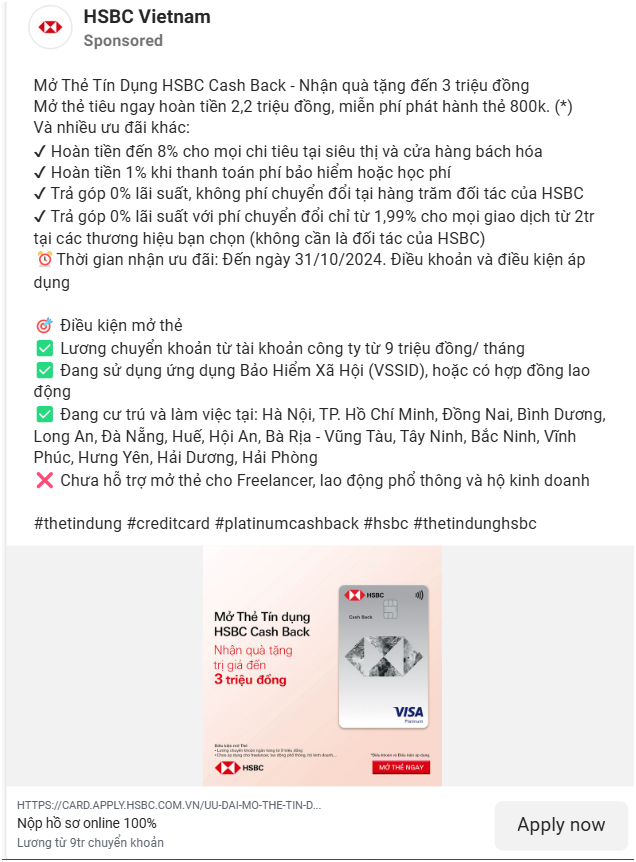 HSBC Vietnam
Sponsored
Mở Thẻ Tín Dụng HSBC Cash Back - Nhận quà tặng đến 3 triệu đồng
Mở thẻ tiêu ngay hoàn tiền 2,2 triệu đồng, miễn phí phát hành thẻ 800k. (*)
Và nhiều ưu đãi khác:
✓ Hoàn tiền đến 8% cho mọi chi tiêu tại siêu thị và cửa hàng bách hóa
✓ Hoàn tiền 1% khi thanh toán phí bảo hiểm hoặc học phí
✓ Trả góp 0% lãi suất, không phí chuyển đổi tại hàng trăm đối tác của HSBC
✓ Trả góp 0% lãi suất với phí chuyển đổi chỉ từ 1,99% cho mọi giao dịch từ 2tr
tại các thương hiệu bạn chọn (không cần là đối tác của HSBC)
⏰ Thời gian nhận ưu đãi: Đến ngày 31/10/2024. Điều khoản và điều kiện áp
dụng
🎯 Điều kiện mở thẻ
✅ Lương chuyển khoản từ tài khoản công ty từ 9 triệu đồng/ tháng
✅ Đang sử dụng ứng dụng Bảo Hiểm Xã Hội (VSSID), hoặc có hợp đồng lao
động
✅ Đang cư trú và làm việc tại: Hà Nội, TP. Hồ Chí Minh, Đồng Nai, Bình Dương,
Long An, Đà Nẵng, Huế, Hội An, Bà Rịa - Vũng Tàu, Tây Ninh, Bắc Ninh, Vĩnh
Phúc, Hưng Yên, Hải Dương, Hải Phòng
❌ Chưa hỗ trợ mở thẻ cho Freelancer, lao động phổ thông và hộ kinh doanh
#thetindung #creditcard #platinumcashback #hsbc #thetindunghsbc
HSBC
Cash Back
VISA
Platinum
Mở Thẻ Tín dụng
HSBC Cash Back
Nhận quà tặng
trị giá đến
3 triệu đồng
Điều kiện mở Thẻ
*Điều khoản và Điều kiện áp dụng
HSBC
MỞ THẺ NGAY
HTTPS://CARD.APPLY.HSBC.COM.VN/UU-DAI-MO-THE-TIN-D...
Nộp hồ sơ online 100%
Lương từ 9tr chuyển khoản
Apply now